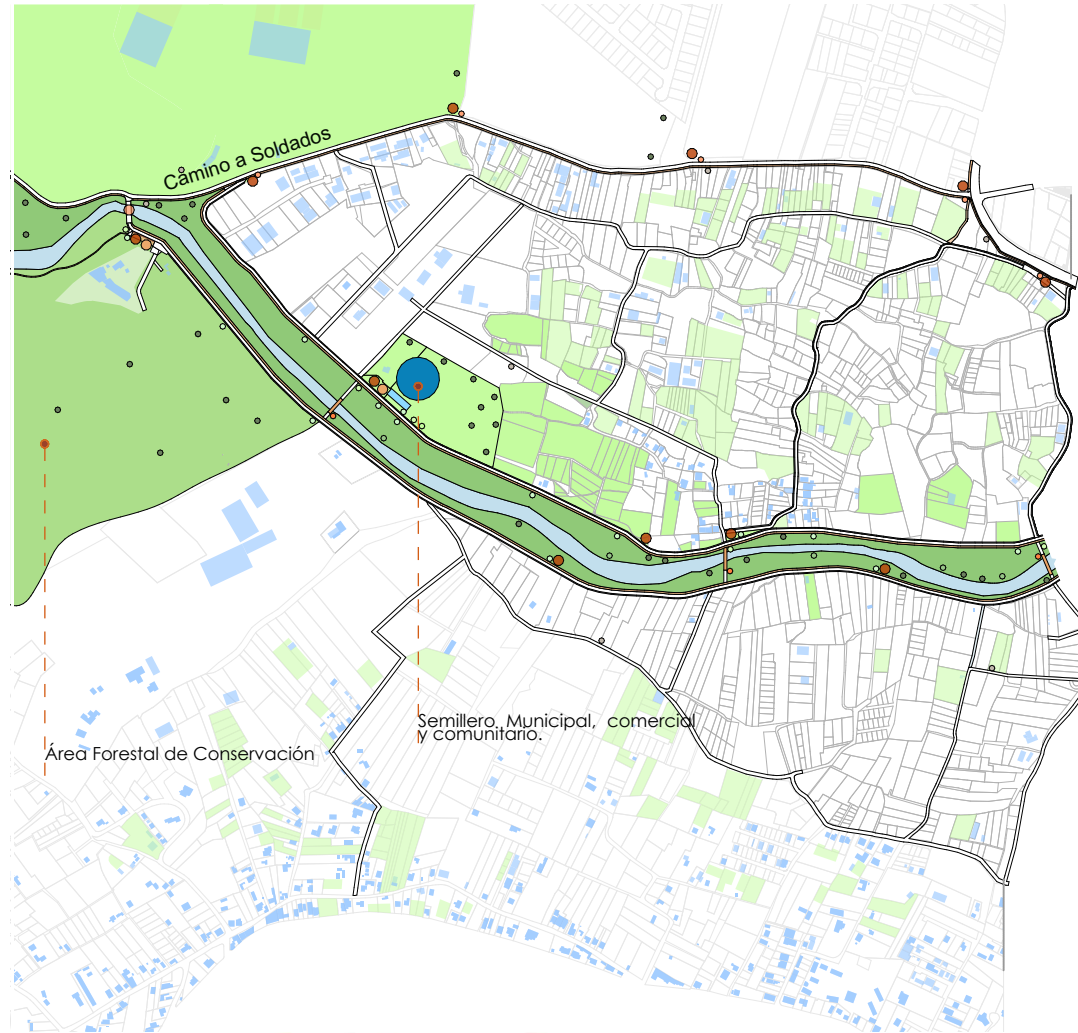 Camino a Soldados
Semillero Municipal, comercial
y comunitario.
Área Forestal de Conservación